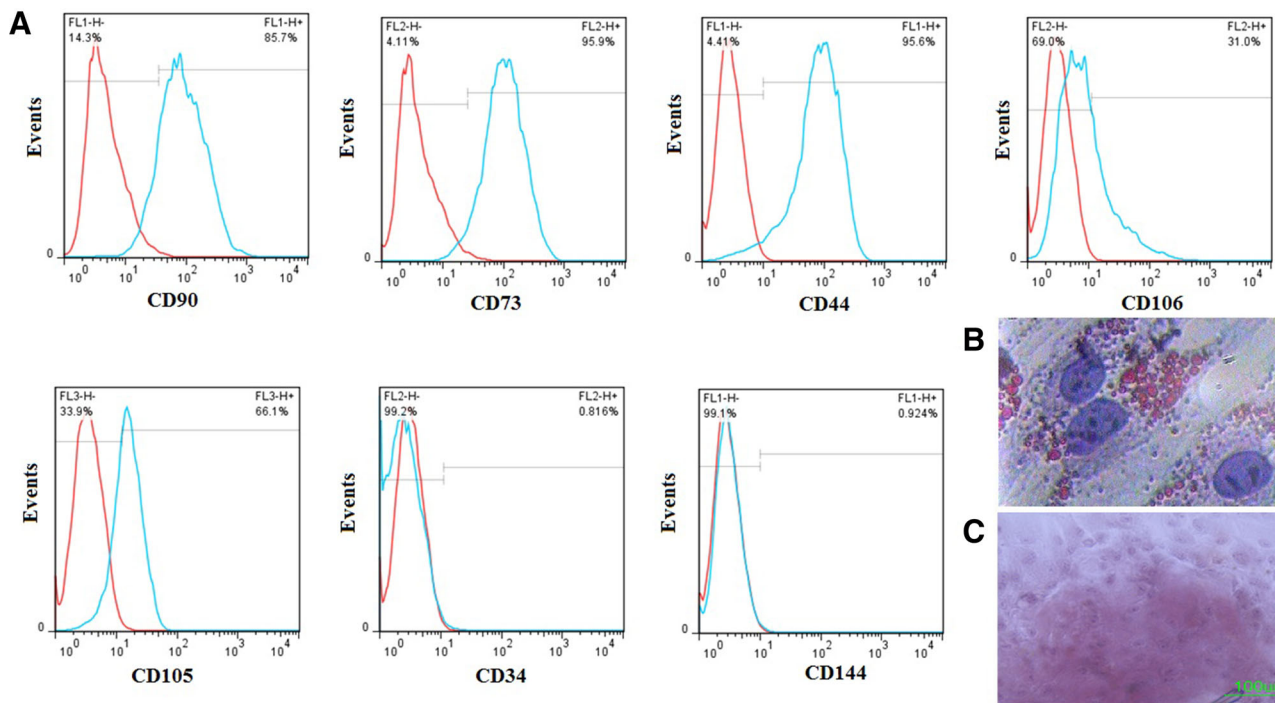 A
FL1-H- FL1-H+
14.3% 85.7%
Events
0
10^0 10^1 10^2 10^3 10^4
CD90
FL2-H- FL2-H+
4.11% 95.9%
Events
0
10^0 10^1 10^2 10^3 10^4
CD73
FL1-H- FL1-H+
4.41% 95.6%
Events
0
10^0 10^1 10^2 10^3 10^4
CD44
FL2-H- FL2-H+
69.0% 31.0%
Events
0
10^0 10^1 10^2 10^3 10^4
CD106
B
FL3-H- FL3-H+
33.9% 66.1%
Events
0
10^0 10^1 10^2 10^3 10^4
CD105
FL2-H- FL2-H+
99.2% 0.816%
Events
0
10^0 10^1 10^2 10^3 10^4
CD34
FL1-H- FL1-H+
99.1% 0.924%
Events
0
10^0 10^1 10^2 10^3 10^4
CD144
C